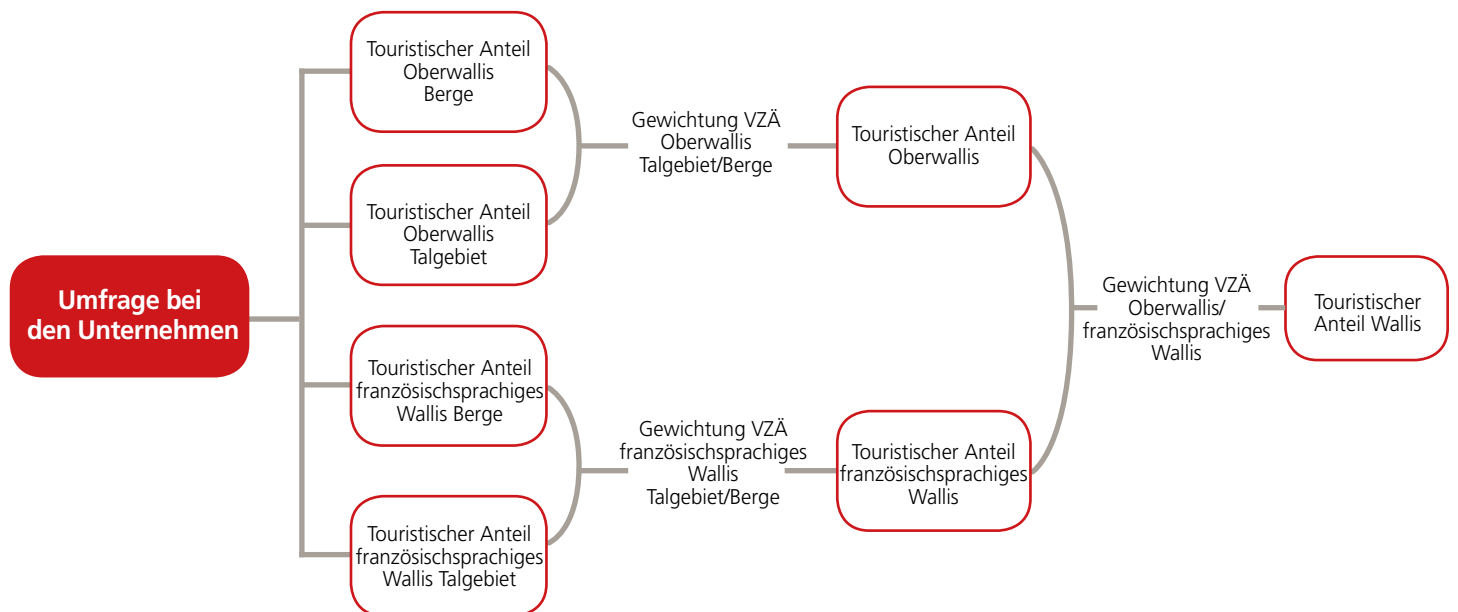 Umfrage bei
den Unternehmen
Touristischer Anteil
Oberwallis
Berge
Touristischer Anteil
Oberwallis
Talgebiet
Touristischer Anteil
französischsprachiges
Wallis Berge
Touristischer Anteil
französischsprachiges
Wallis Talgebiet
Gewichtung VZÄ
Oberwallis
Talgebiet/Berge
Gewichtung VZÄ
französischsprachiges
Wallis
Talgebiet/Berge
Touristischer Anteil
Oberwallis
Touristischer Anteil
französischsprachiges
Wallis
Gewichtung VZÄ
Oberwallis/
französischsprachiges
Wallis
Touristischer
Anteil Wallis